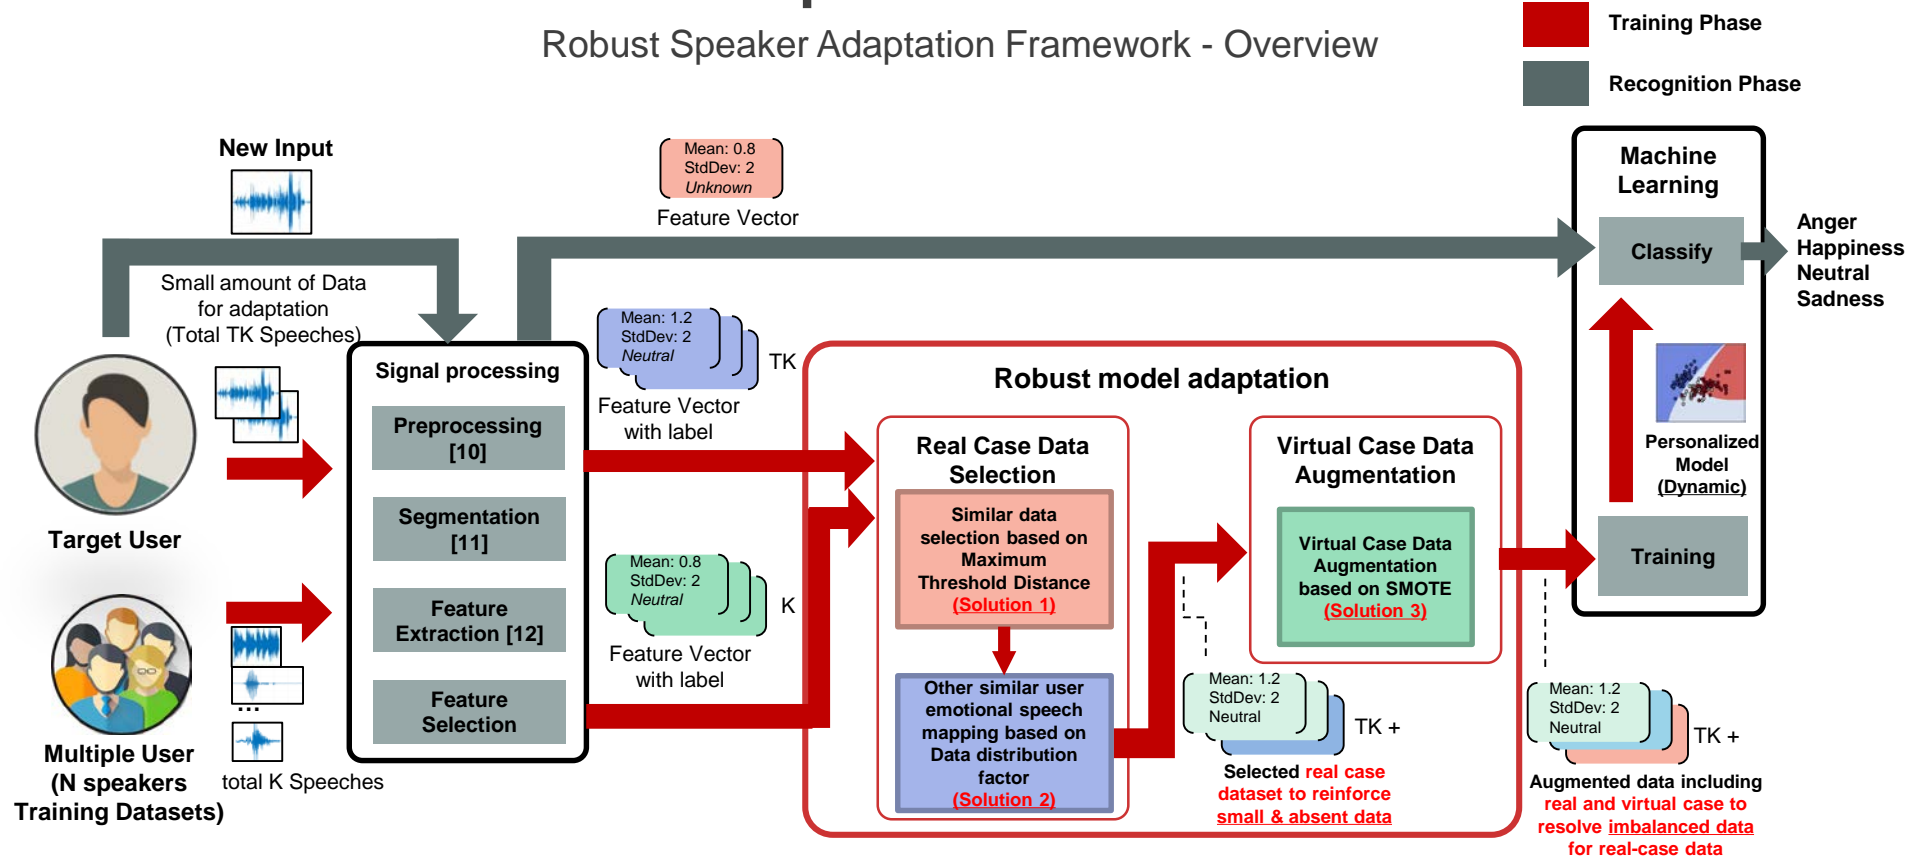 Robust Speaker Adaptation Framework - Overview
Training Phase
Recognition Phase
New Input
Mean: 0.8
StdDev: 2
Unknown
Feature Vector
Machine
Learning
Classify
Anger
Happiness
Neutral
Sadness
Small amount of Data
for adaptation
(Total TK Speeches)
Target User
Multiple User
(N speakers
Training Datasets)
...
total K Speeches
Signal processing
Preprocessing
[10]
Segmentation
[11]
Feature
Extraction [12]
Feature
Selection
Mean: 1.2
StdDev: 2
Neutral
TK
Feature Vector
with label
Mean: 0.8
StdDev: 2
Neutral
K
Feature Vector
with label
Robust model adaptation
Real Case Data
Selection
Similar data
selection based on
Maximum
Threshold Distance
(Solution 1)
Other similar user
emotional speech
mapping based on
Data distribution
factor
(Solution 2)
Virtual Case Data
Augmentation
Virtual Case Data
Augmentation
based on SMOTE
(Solution 3)
Mean: 1.2
StdDev: 2
Neutral
TK +
Selected real case
dataset to reinforce
small & absent data
Personalized
Model
(Dynamic)
Training
Mean: 1.2
StdDev: 2
Neutral
TK +
Augmented data including
real and virtual case to
resolve imbalanced data
for real-case data